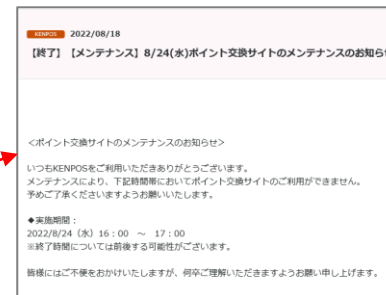 KENPOS 2022/08/18
【終了】【メンテナンス】8/24(水)ポイント交換サイトのメンテナンスのお知らせ
<ポイント交換サイトのメンテナンスのお知らせ>
いつもKENPOSをご利用いただきありがとうございます。
メンテナンスにより、下記時間帯においてポイント交換サイトのご利用ができません。
予めご了承くださいますようお願いいたします。
◆実施期間：
2022/8/24（水）16：00 ～ 17：00
※終了時間については前後する可能性がございます。
皆様にはご不便をおかけいたしますが、何卒ご理解いただきますようお願い申し上げます。